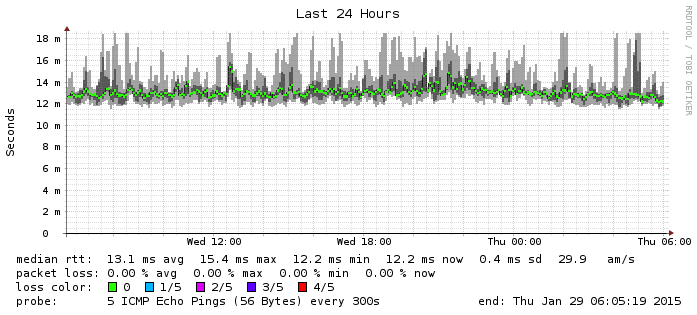 Last 24 Hours
RRDTOOL / TOBI OETIKER
Seconds
18 m
16 m
14 m
12 m
10 m
8 m
6 m
4 m
2 m
0
Wed 12:00 Wed 18:00 Thu 00:00 Thu 06:00
median rtt: 13.1 ms avg 15.4 ms max 12.2 ms min 12.2 ms now 0.4 ms sd 29.9 am/s
packet loss: 0.00 % avg 0.00 % max 0.00 % min 0.00 % now
loss color: 0 1/5 2/5 3/5 4/5
probe: 5 ICMP Echo Pings (56 Bytes) every 300s end: Thu Jan 29 06:05:19 2015